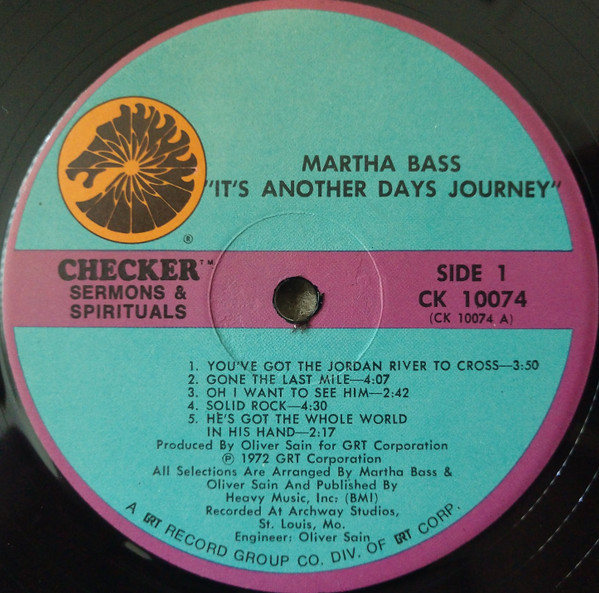 MARTHA BASS
"IT'S ANOTHER DAYS JOURNEY"
®
CHECKER™
SERMONS &
SPIRITUALS
SIDE 1
CK 10074
(CK 10074 A)
1. YOU'VE GOT THE JORDAN RIVER TO CROSS—3:50
2. GONE THE LAST MILE—4:07
3. OH I WANT TO SEE HIM—2:42
4. SOLID ROCK—4:30
5. HE'S GOT THE WHOLE WORLD
IN HIS HAND—2:17
Produced By Oliver Sain for GRT Corporation
℗ 1972 GRT Corporation
All Selections Are Arranged By Martha Bass &
Oliver Sain And Published By
Heavy Music, Inc: (BMI)
Recorded At Archway Studios,
St. Louis, Mo.
Engineer: Oliver Sain
A GRT RECORD GROUP CO. DIV. OF GRT CORP.